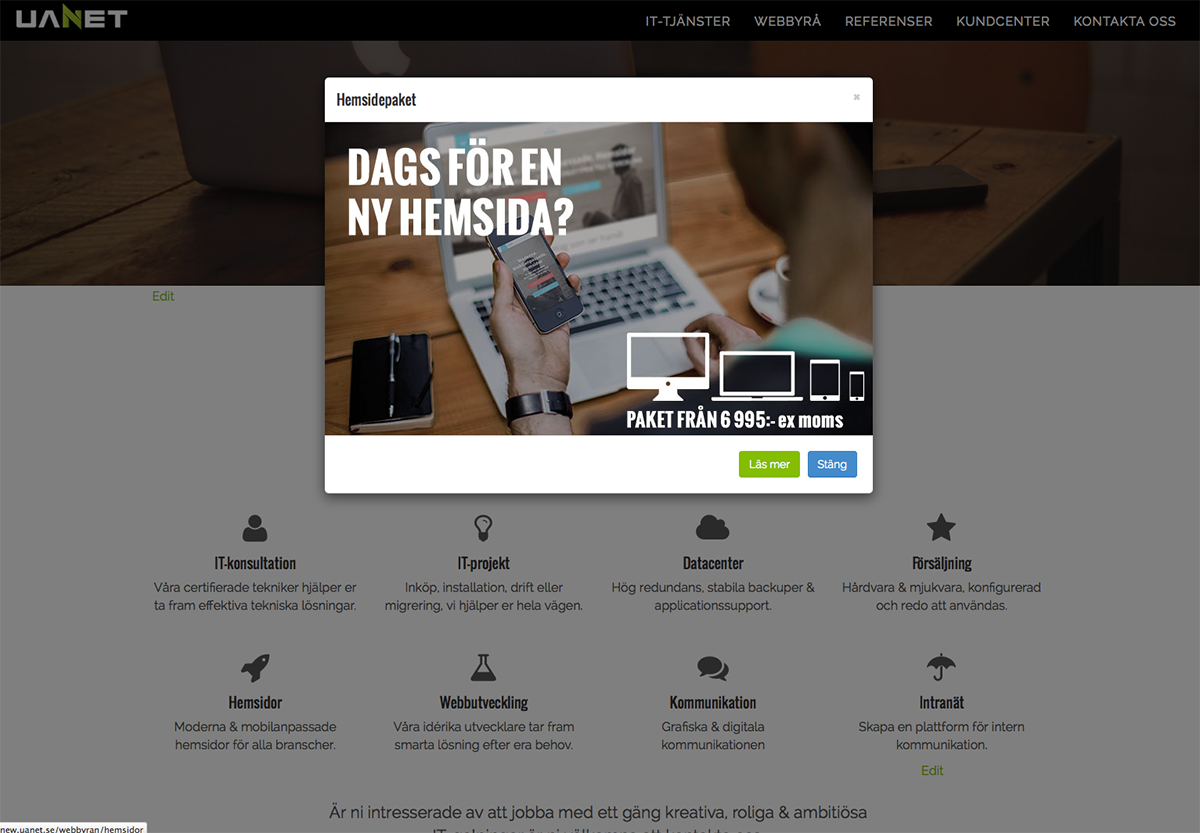 UANET
IT-TJÄNSTER WEBBYRÅ REFERENSER KUNDCENTER KONTAKTA OSS
Hemsidepaket
×
DAGS FÖR EN
NY HEMSIDA?
PAKET FRÅN 6 995:- ex moms
Läs mer Stäng
Edit
IT-konsultation
Våra certifierade tekniker hjälper er
ta fram effektiva tekniska lösningar.
IT-projekt
Inköp, installation, drift eller
migrering, vi hjälper er hela vägen.
Datacenter
Hög redundans, stabila backuper &
applicationssupport.
Försäljning
Hårdvara & mjukvara, konfigurerad
och redo att användas.
Hemsidor
Moderna & mobilanpassade
hemsidor för alla branscher.
Webbutveckling
Våra idérika utvecklare tar fram
smarta lösning efter era behov.
Kommunikation
Grafiska & digitala
kommunikationen
Intranät
Skapa en plattform för intern
kommunikation.
Edit
Är ni intresserade av att jobba med ett gäng kreativa, roliga & ambitiösa
new.uanet.se/webbyran/hemsidor